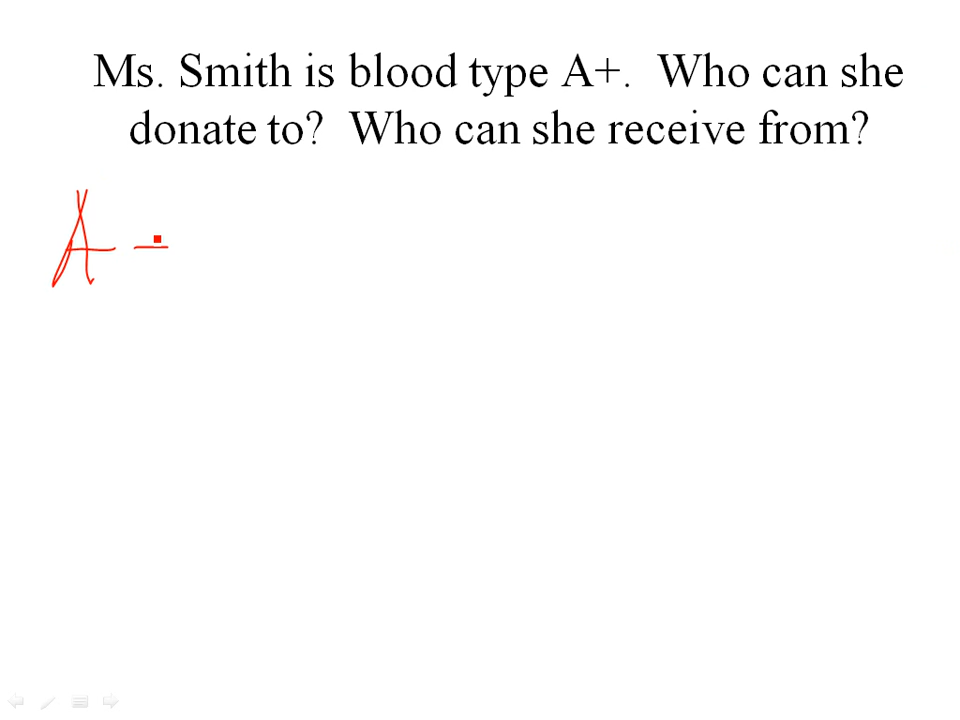 Ms. Smith is blood type A+. Who can she
donate to? Who can she receive from?
A -